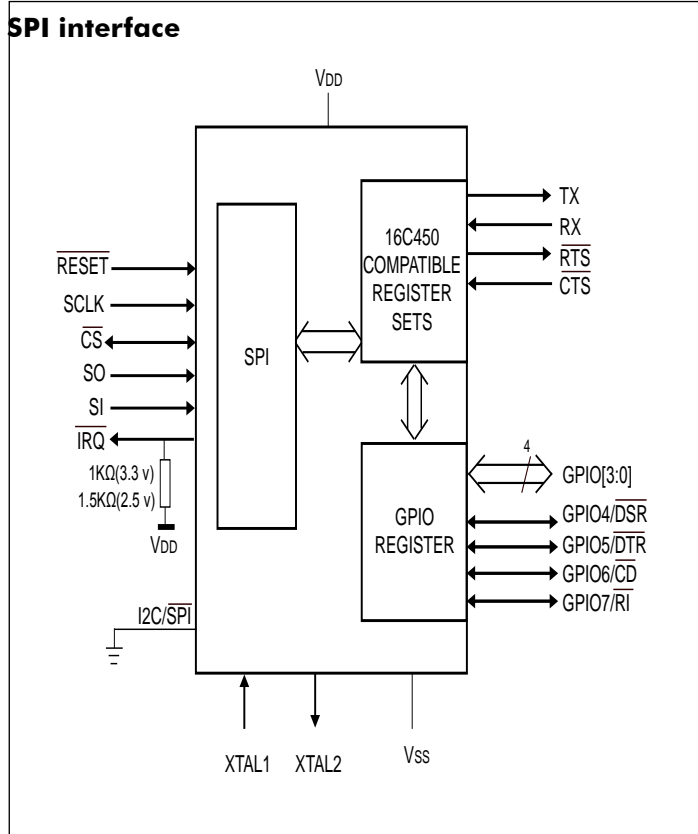 SPI interface
VDD
RESET
SCLK
CS
SO
SI
IRQ
1KΩ(3.3 v)
1.5KΩ(2.5 v)
VDD
I2C/SPI
SPI
16C450
COMPATIBLE
REGISTER
SETS
TX
RX
RTS
CTS
GPIO
REGISTER
4
GPIO[3:0]
GPIO4/DSR
GPIO5/DTR
GPIO6/CD
GPIO7/RI
XTAL1
XTAL2
VSS